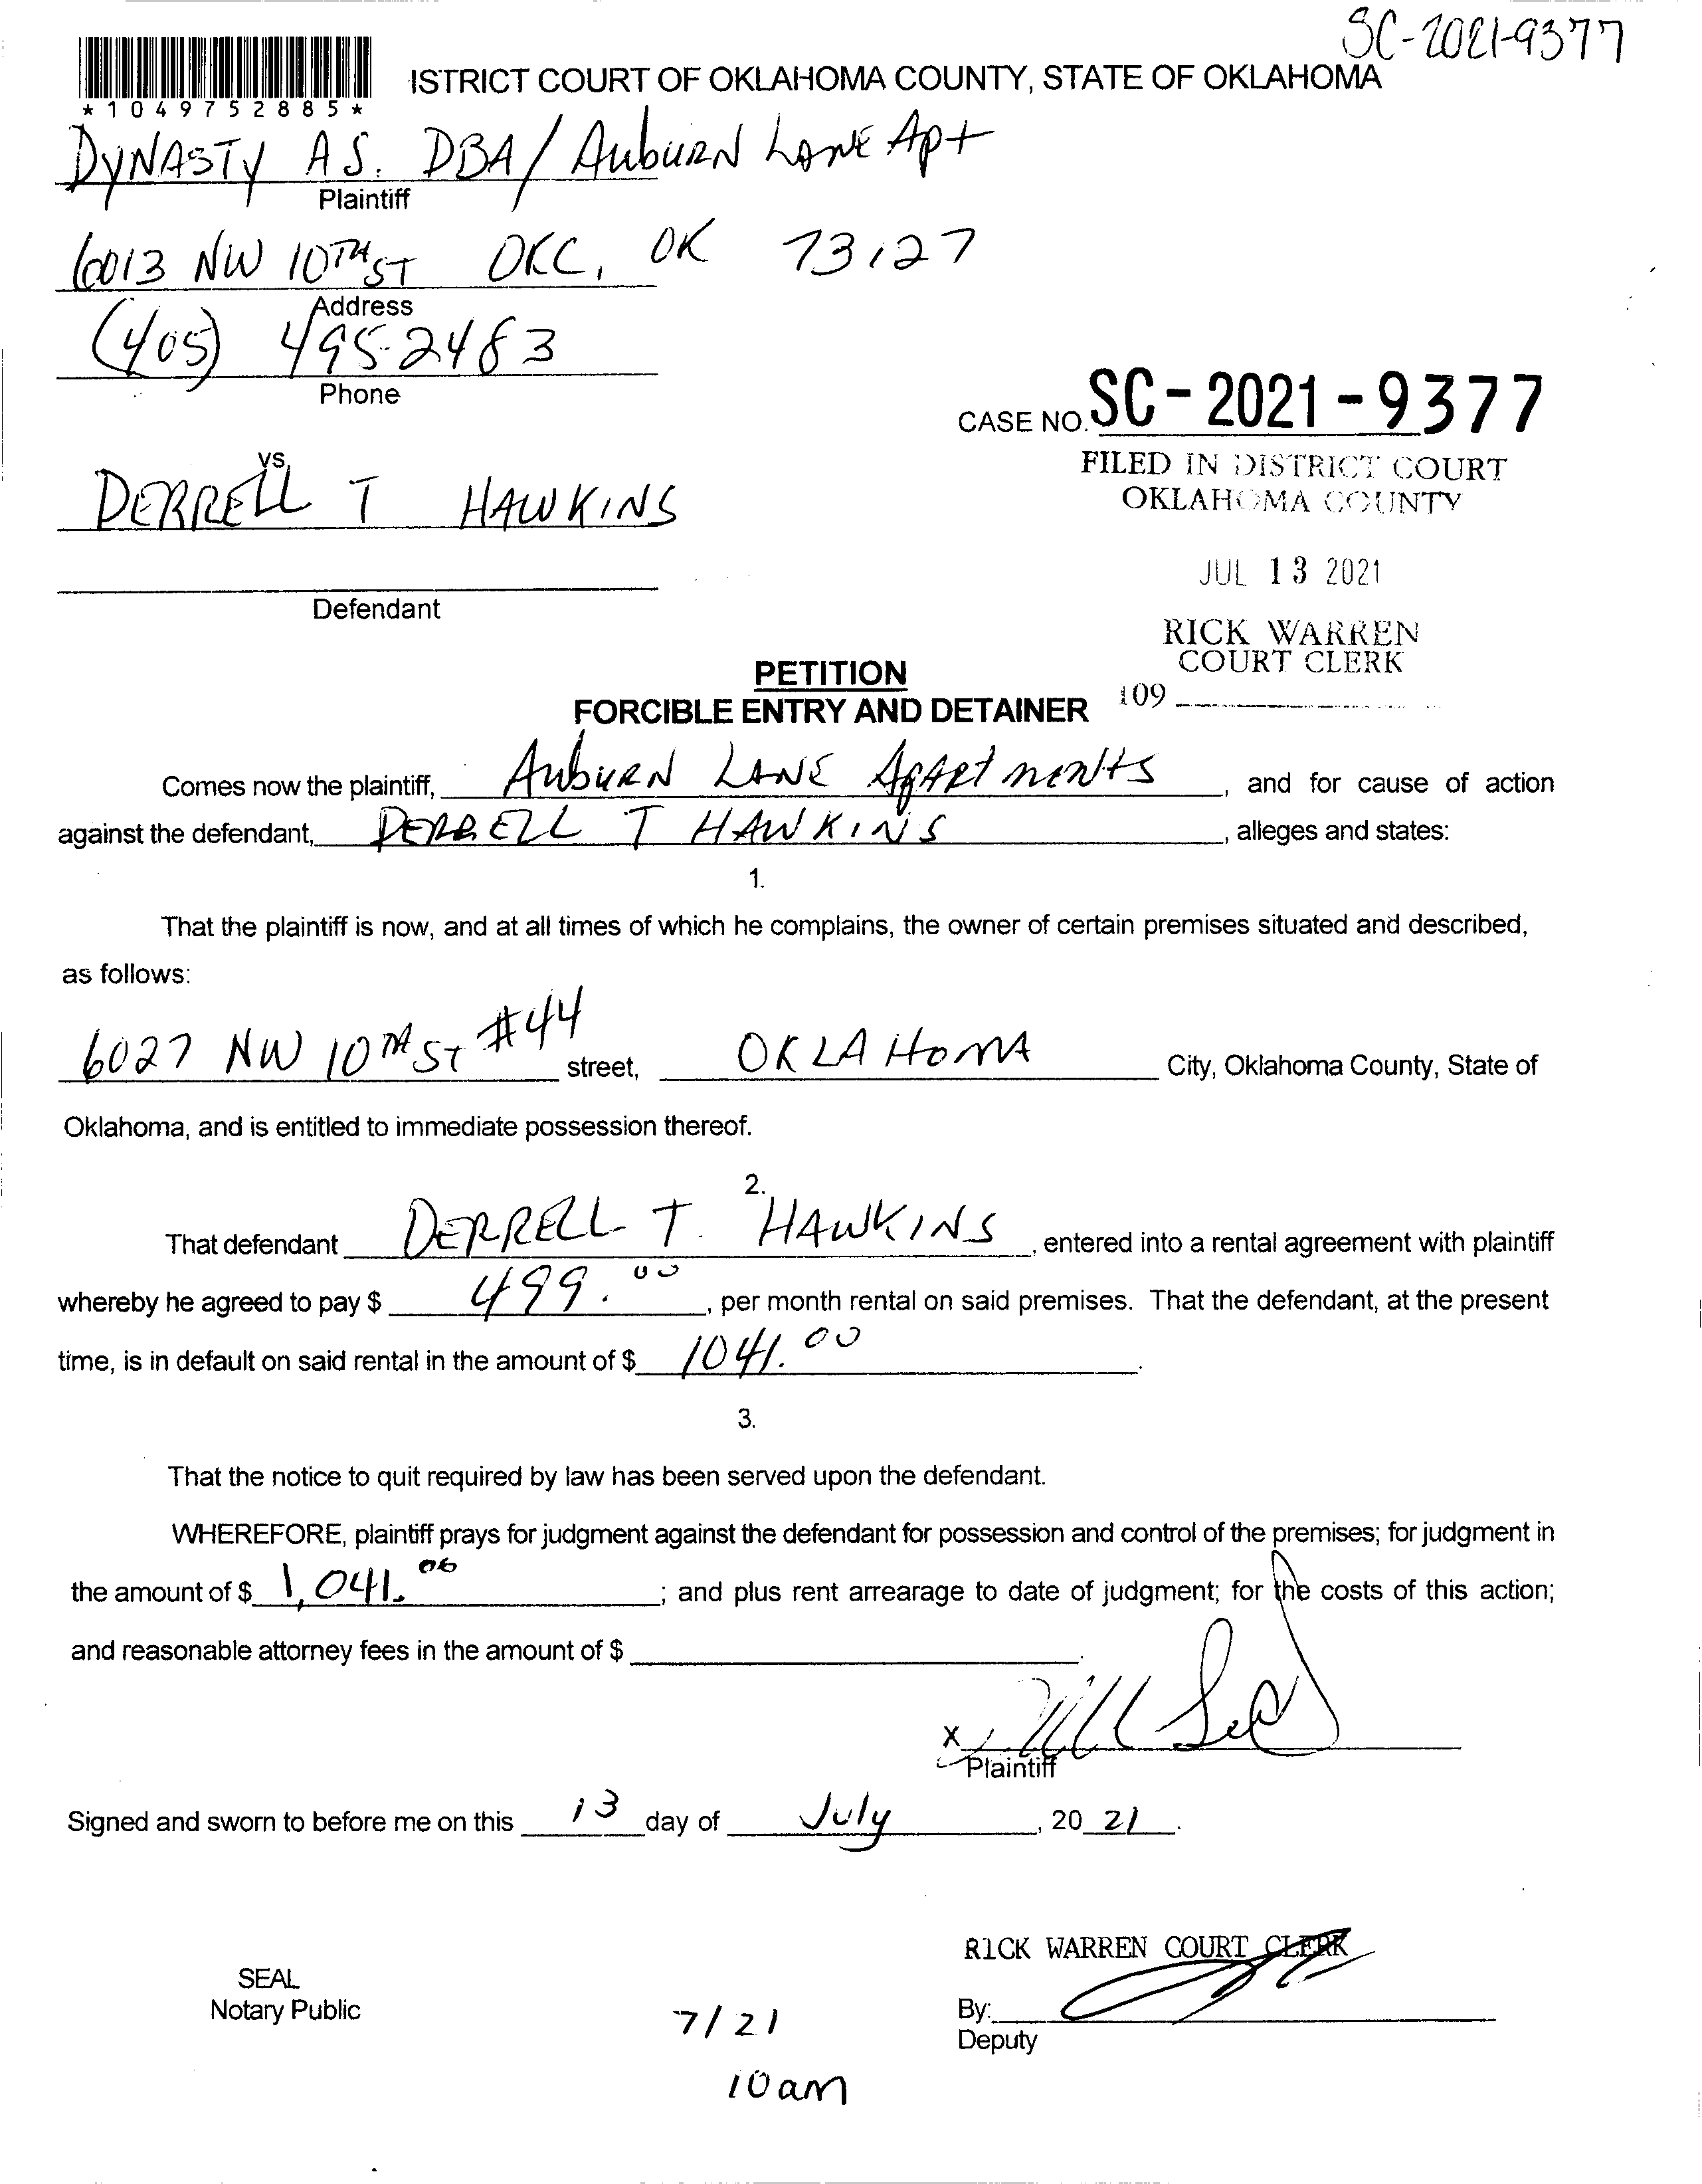 SC-2021-9377
ISTRICT COURT OF OKLAHOMA COUNTY, STATE OF OKLAHOMA
*1049752885*
DYNASTY AS. DBA/ AubuRN LANE Apt
Plaintiff
6013 NW 10TH ST OKC, OK 73127
Address
(405) 495-2483
Phone
CASE NO. SC-2021-9377
FILED IN DISTRICT COURT
OKLAHOMA COUNTY
vs.
DERRELL T HAWKINS
JUL 13 2021
Defendant
RICK WARREN
COURT CLERK
109
PETITION
FORCIBLE ENTRY AND DETAINER
Comes now the plaintiff, AubuRN LANE ApARtmENts, and for cause of action
against the defendant, DERRELL T HAWKINS, alleges and states:
1.
That the plaintiff is now, and at all times of which he complains, the owner of certain premises situated and described,
as follows:
6027 NW 10TH ST #44 street, OKLAHOMA City, Oklahoma County, State of
Oklahoma, and is entitled to immediate possession thereof.
2.
That defendant DERRELL T. HAWKINS, entered into a rental agreement with plaintiff
whereby he agreed to pay $ 499.00, per month rental on said premises. That the defendant, at the present
time, is in default on said rental in the amount of $ 1041.00.
3.
That the notice to quit required by law has been served upon the defendant.
WHEREFORE, plaintiff prays for judgment against the defendant for possession and control of the premises; for judgment in
the amount of $ 1,041.00; and plus rent arrearage to date of judgment; for the costs of this action;
and reasonable attorney fees in the amount of $ .
X
Plaintiff
Signed and sworn to before me on this 13 day of July, 20 21.
RICK WARREN COURT CLERK
SEAL
Notary Public
By:
Deputy
7/21
10am